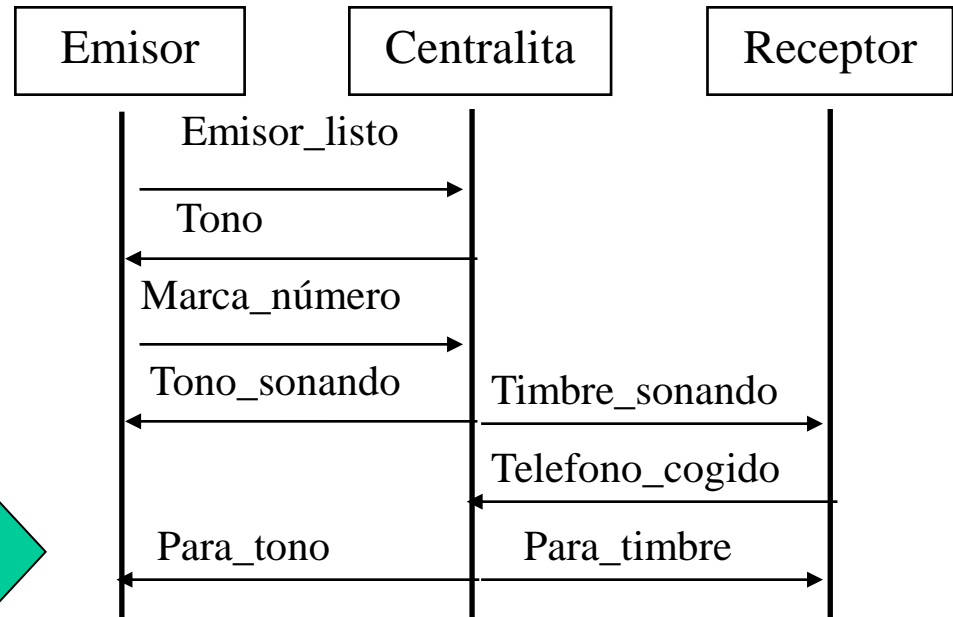 Emisor
Centralita
Receptor
Emisor_listo
Tono
Marca_número
Tono_sonando
Timbre_sonando
Telefono_cogido
Para_tono
Para_timbre